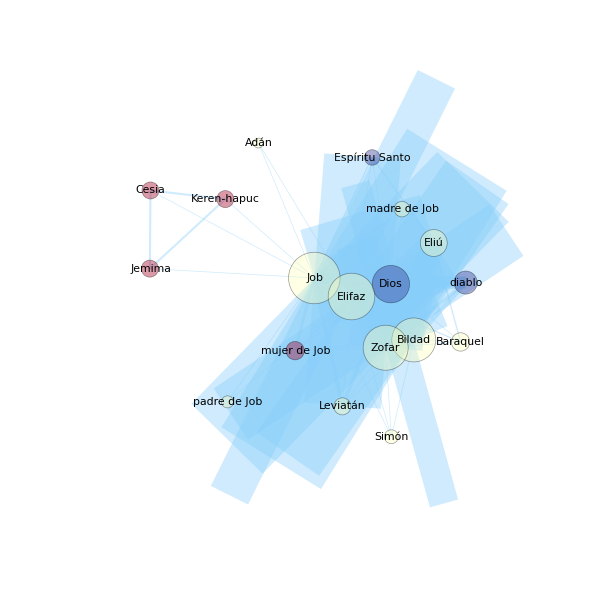 Adán
Espíritu Santo
Cesia
Keren-hapuc
madre de Job
Eliú
Jemima
Job
Dios
diablo
Elifaz
Bildad
Baraquel
Zofar
mujer de Job
padre de Job
Leviatán
Simón